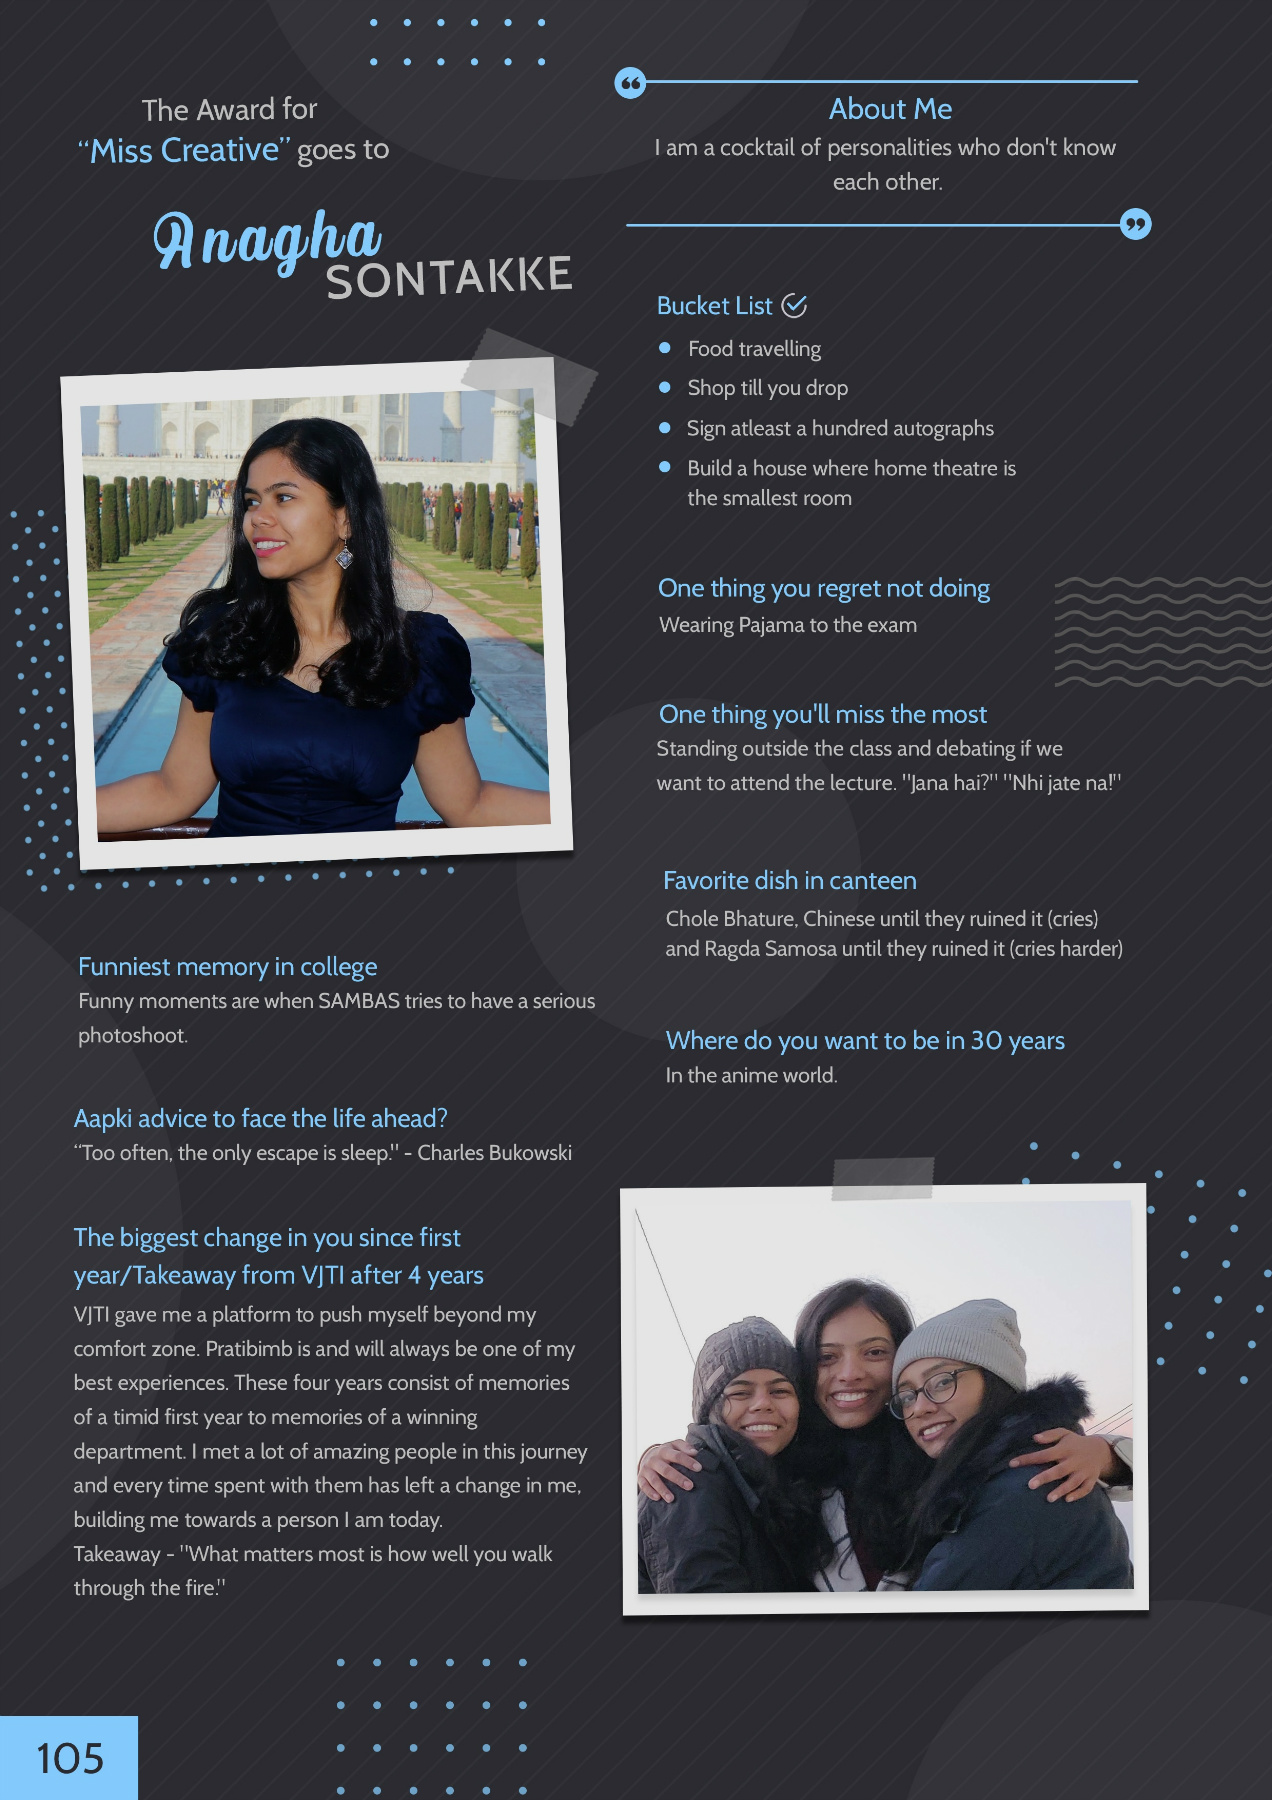 The Award for
“Miss Creative” goes to
Anagha
SONTAKKE
About Me
I am a cocktail of personalities who don't know
each other.
Bucket List
Food travelling
Shop till you drop
Sign atleast a hundred autographs
Build a house where home theatre is
the smallest room
One thing you regret not doing
Wearing Pajama to the exam
One thing you'll miss the most
Standing outside the class and debating if we
want to attend the lecture. "Jana hai?" "Nhi jate na!"
Favorite dish in canteen
Chole Bhature, Chinese until they ruined it (cries)
and Ragda Samosa until they ruined it (cries harder)
Where do you want to be in 30 years
In the anime world.
Funniest memory in college
Funny moments are when SAMBAS tries to have a serious
photoshoot.
Aapki advice to face the life ahead?
“Too often, the only escape is sleep." - Charles Bukowski
The biggest change in you since first
year/Takeaway from VJTI after 4 years
VJTI gave me a platform to push myself beyond my
comfort zone. Pratibimb is and will always be one of my
best experiences. These four years consist of memories
of a timid first year to memories of a winning
department. I met a lot of amazing people in this journey
and every time spent with them has left a change in me,
building me towards a person I am today.
Takeaway - "What matters most is how well you walk
through the fire."
105